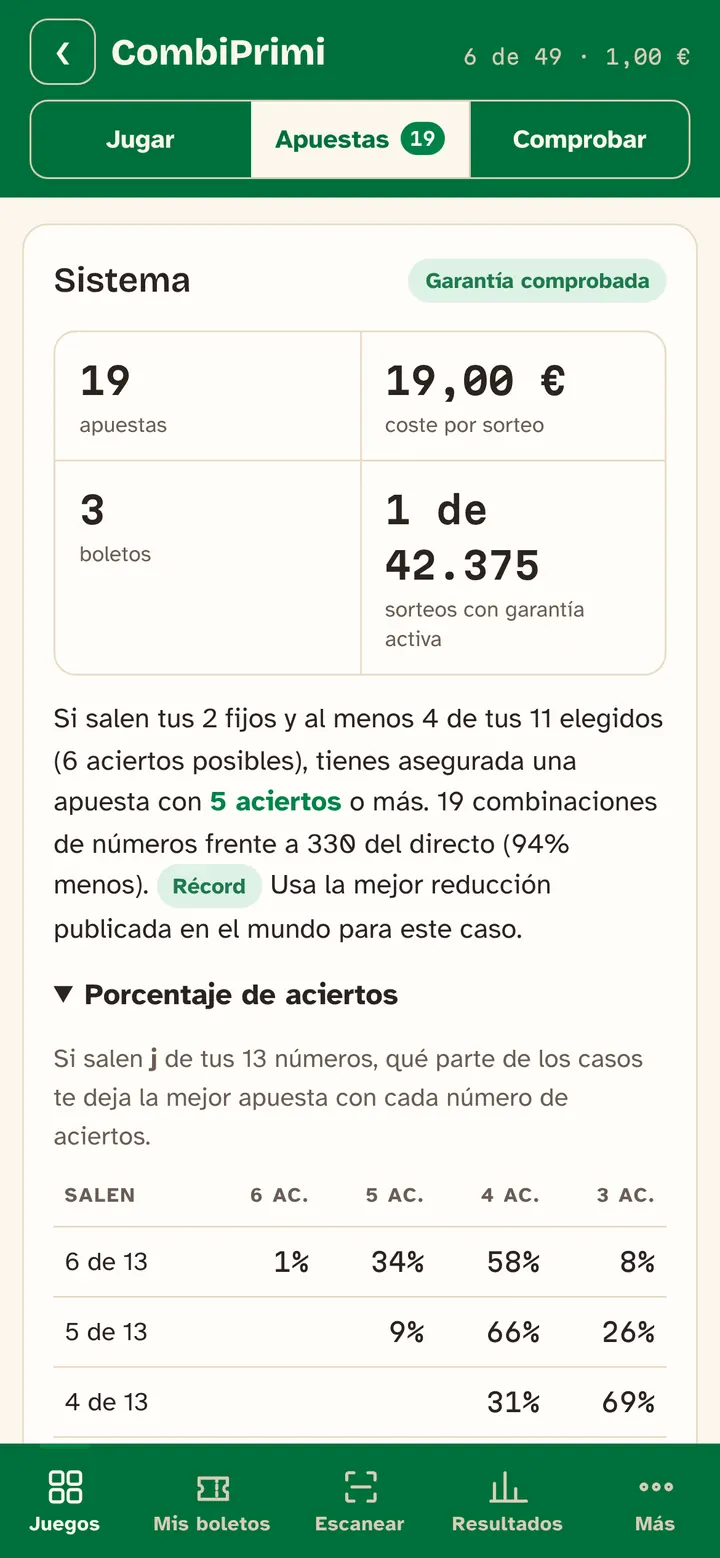 CombiPrimi
6 de 49 · 1,00 €
Jugar
Apuestas 19
Comprobar
Sistema
Garantía comprobada
19
apuestas
19,00 €
coste por sorteo
3
boletos
1 de
42.375
sorteos con garantía
activa
Si salen tus 2 fijos y al menos 4 de tus 11 elegidos
(6 aciertos posibles), tienes asegurada una
apuesta con 5 aciertos o más. 19 combinaciones
de números frente a 330 del directo (94%
menos). Récord Usa la mejor reducción
publicada en el mundo para este caso.
▼ Porcentaje de aciertos
Si salen j de tus 13 números, qué parte de los casos
te deja la mejor apuesta con cada número de
aciertos.
SALEN 6 AC. 5 AC. 4 AC. 3 AC.
6 de 13 1% 34% 58% 8%
5 de 13 9% 66% 26%
4 de 13 31% 69%
Juegos
Mis boletos
Escanear
Resultados
Más